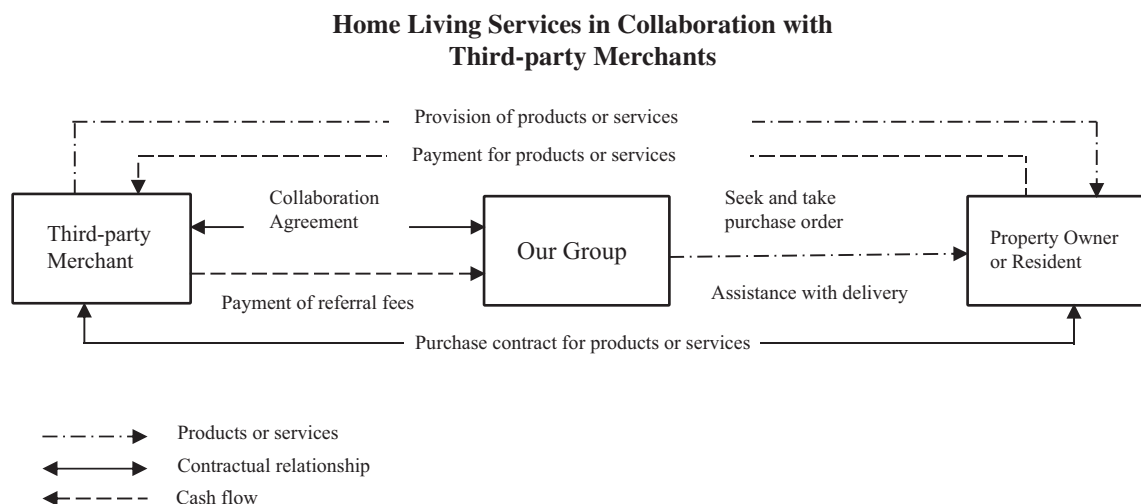 Home Living Services in Collaboration with
Third-party Merchants
Provision of products or services
Payment for products or services
Collaboration
Agreement
Seek and take
purchase order
Third-party
Merchant
Our Group
Property Owner
or Resident
Payment of referral fees
Assistance with delivery
Purchase contract for products or services
Products or services
Contractual relationship
Cash flow